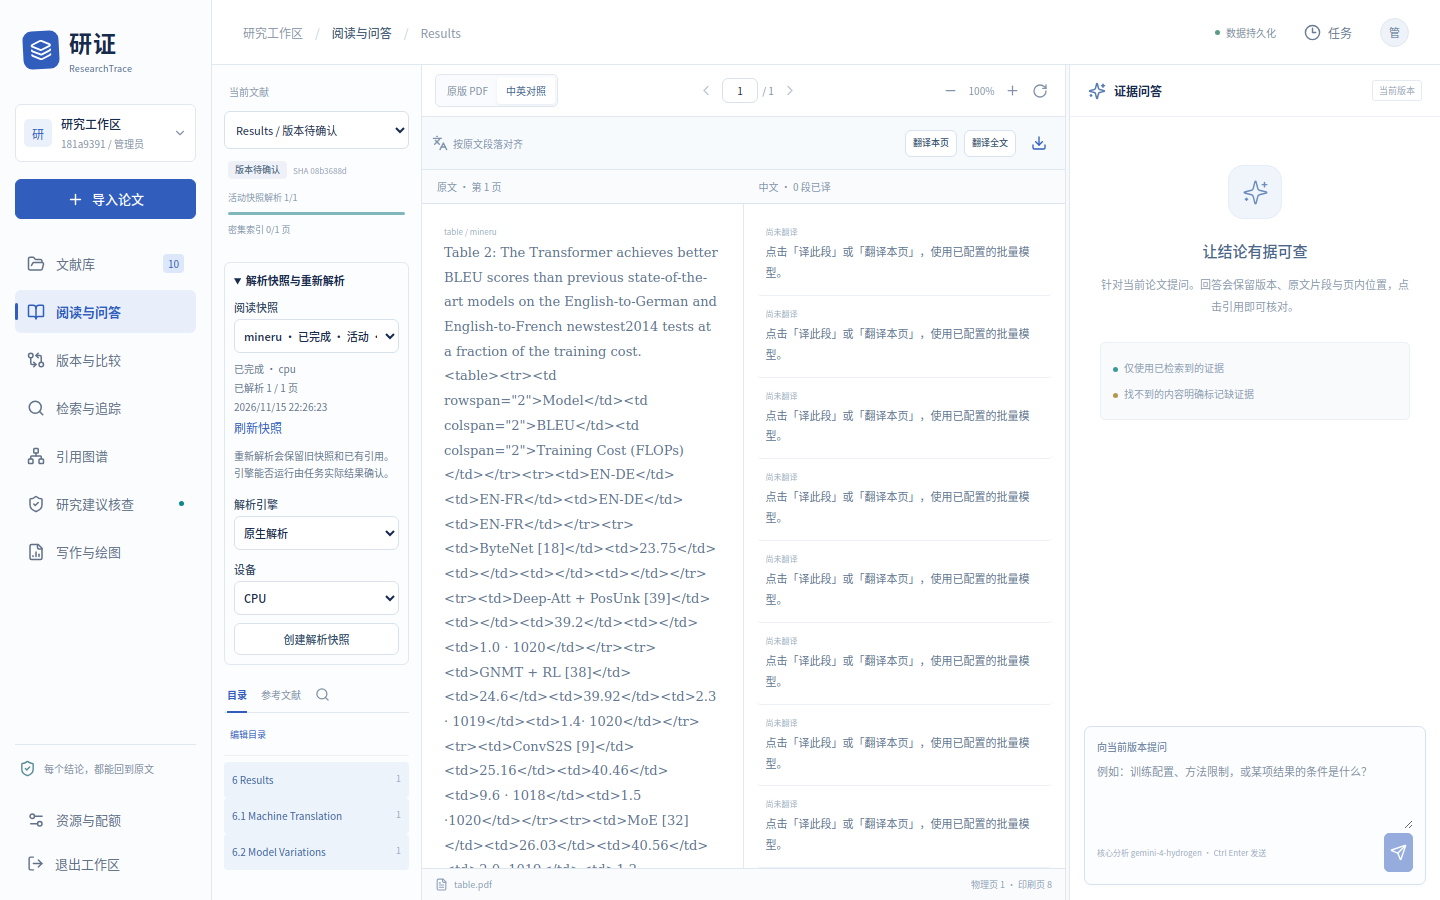 研证
ResearchTrace
研
研究工作区
181a9391 / 管理员
导入论文
文献库
10
阅读与问答
版本与比较
检索与追踪
引用图谱
研究建议核查
写作与绘图
每个结论，都能回到原文
资源与配额
退出工作区
研究工作区 / 阅读与问答 / Results
数据持久化
任务
管
当前文献
Results / 版本待确认
版本待确认
SHA 08b3688d
活动快照解析 1/1
密集索引 0/1 页
▼ 解析快照与重新解析
阅读快照
mineru · 已完成 · 活动 ·
已完成 · cpu
已解析 1 / 1 页
2026/11/15 22:26:23
刷新快照
重新解析会保留旧快照和已有引用。
引擎能否运行由任务实际结果确认。
解析引擎
原生解析
设备
CPU
创建解析快照
目录
参考文献
编辑目录
6 Results 1
6.1 Machine Translation 1
6.2 Model Variations 1
原版 PDF
中英对照
1 / 1
100%
按原文段落对齐
翻译本页
翻译全文
原文 · 第 1 页
中文 · 0 段已译
table / mineru
Table 2: The Transformer achieves better
BLEU scores than previous state-of-the-
art models on the English-to-German and
English-to-French newstest2014 tests at
a fraction of the training cost.
<table><tr><td
rowspan="2">Model</td><td
colspan="2">BLEU</td><td
colspan="2">Training Cost (FLOPs)
</td></tr><tr><td>EN-DE</td>
<td>EN-FR</td><td>EN-DE</td>
<td>EN-FR</td></tr><tr>
<td>ByteNet [18]</td><td>23.75</td>
<td></td><td></td><td></td></tr>
<tr><td>Deep-Att + PosUnk [39]</td>
<td></td><td>39.2</td><td></td>
<td>1.0 · 1020</td></tr><tr>
<td>GNMT + RL [38]</td>
<td>24.6</td><td>39.92</td><td>2.3
· 1019</td><td>1.4· 1020</td></tr>
<tr><td>ConvS2S [9]</td>
<td>25.16</td><td>40.46</td>
<td>9.6 · 1018</td><td>1.5
·1020</td></tr><tr><td>MoE [32]
</td><td>26.03</td><td>40.56</td>
<td>2.0· 1019</td><td>1.2
尚未翻译
点击「译此段」或「翻译本页」，使用已配置的批量模
型。
尚未翻译
点击「译此段」或「翻译本页」，使用已配置的批量模
型。
尚未翻译
点击「译此段」或「翻译本页」，使用已配置的批量模
型。
尚未翻译
点击「译此段」或「翻译本页」，使用已配置的批量模
型。
尚未翻译
点击「译此段」或「翻译本页」，使用已配置的批量模
型。
尚未翻译
点击「译此段」或「翻译本页」，使用已配置的批量模
型。
尚未翻译
点击「译此段」或「翻译本页」，使用已配置的批量模
型。
尚未翻译
点击「译此段」或「翻译本页」，使用已配置的批量模
型。
table.pdf
物理页 1 · 印刷页 8
证据问答
当前版本
让结论有据可查
针对当前论文提问。回答会保留版本、原文片段与页内位置，点
击引用即可核对。
仅使用已检索到的证据
找不到的内容明确标记缺证据
向当前版本提问
例如：训练配置、方法限制，或某项结果的条件是什么？
核心分析 gemini-4-hydrogen · Ctrl Enter 发送